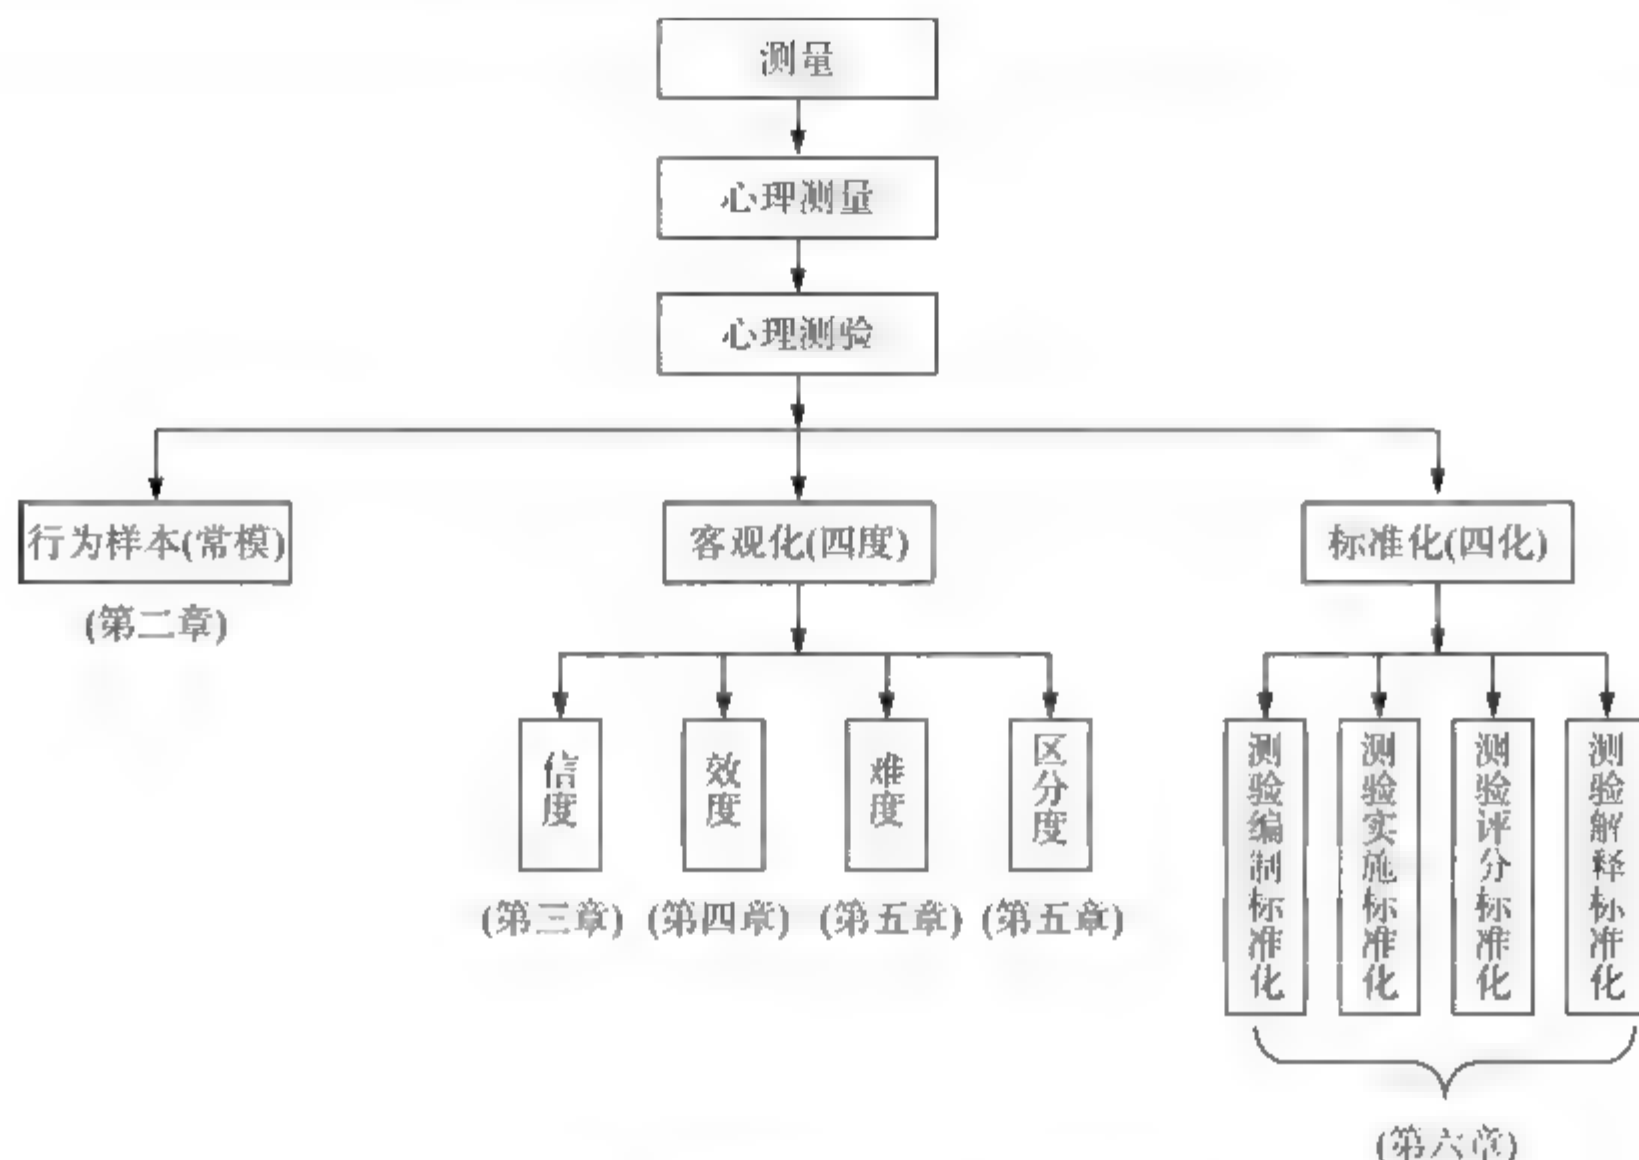 测量
心理测量
心理测验
行为样本(常模)
客观化(四度)
标准化(四化)
(第二章)
信度
效度
难度
区分度
测验编制标准化
测验实施标准化
测验评分标准化
测验解释标准化
(第三章)
(第四章)
(第五章)
(第五章)
(第六章)